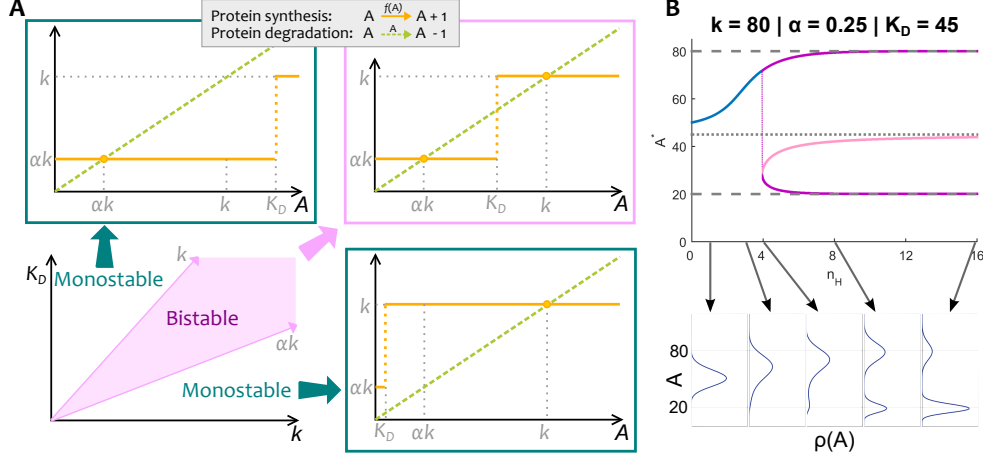 A
Protein synthesis: A f(A) A + 1
Protein degradation: A A A - 1
k
αk
αk
k
K_D
A
k
αk
αk
K_D
k
A
K_D
k
Monostable
Bistable
αk
Monostable
k
k
αk
K_D
αk
k
A
B
k = 80 | α = 0.25 | K_D = 45
80
60
A*
40
20
0
0
4
8
12
16
n_H
80
A
20
ρ(A)